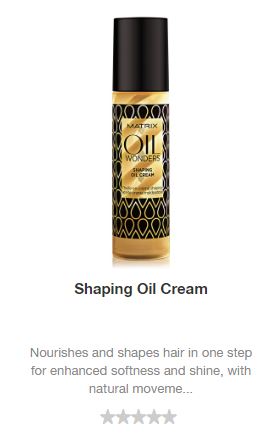 MATRIX
OIL
WONDERS
SHAPING
OIL CREAM
Shaping Oil Cream
Nourishes and shapes hair in one step
for enhanced softness and shine, with
natural moveme...